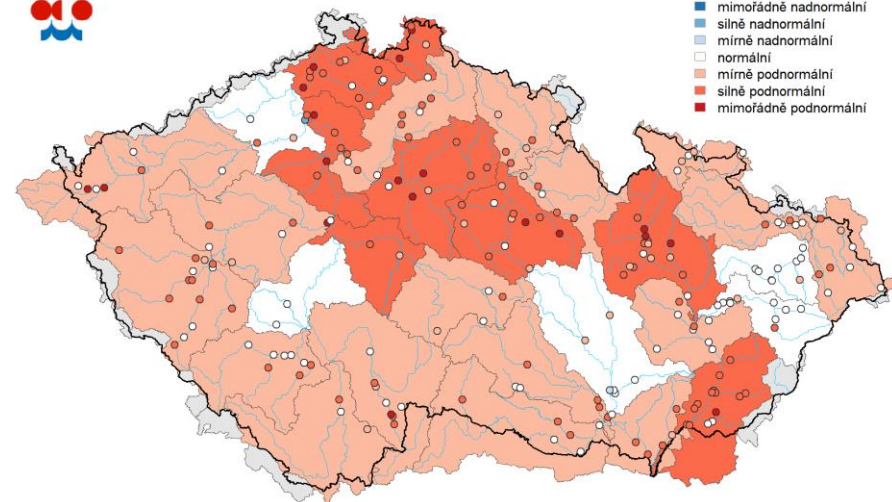 mimořádně nadnormální
silně nadnormální
mírně nadnormální
normální
mírně podnormální
silně podnormální
mimořádně podnormální